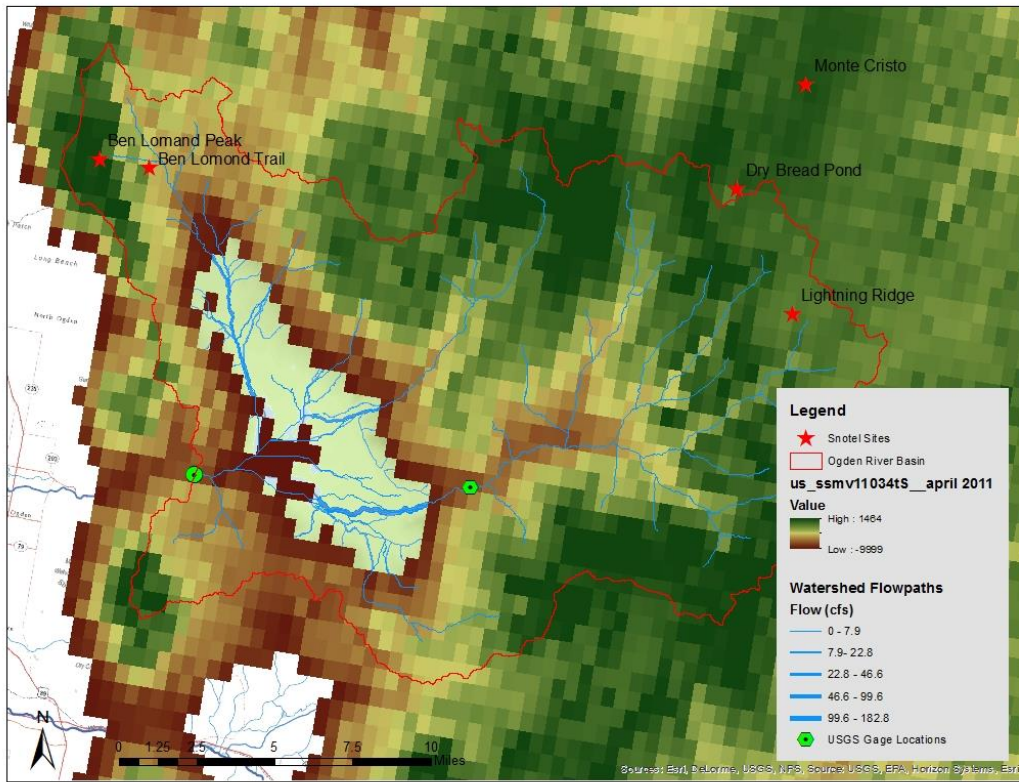 Monte Cristo
Ben Lomand Peak
Ben Lomond Trail
Dry Bread Pond
Long Beach
Lightning Ridge
North Ogden
235
Legend
Snotel Sites
Ogden River Basin
us_ssmv11034tS__april 2011
Value
High : 1464
Low : -9999
Watershed Flowpaths
Flow (cfs)
0 - 7.9
7.9- 22.8
22.8 - 46.6
46.6 - 99.6
99.6 - 182.8
USGS Gage Locations
79
N
0 1.25 2.5 5 7.5 10
Miles
Sources: Esri, DeLorme, USGS, NPS, Source: USGS, EPA, Horizon Systems, Esri